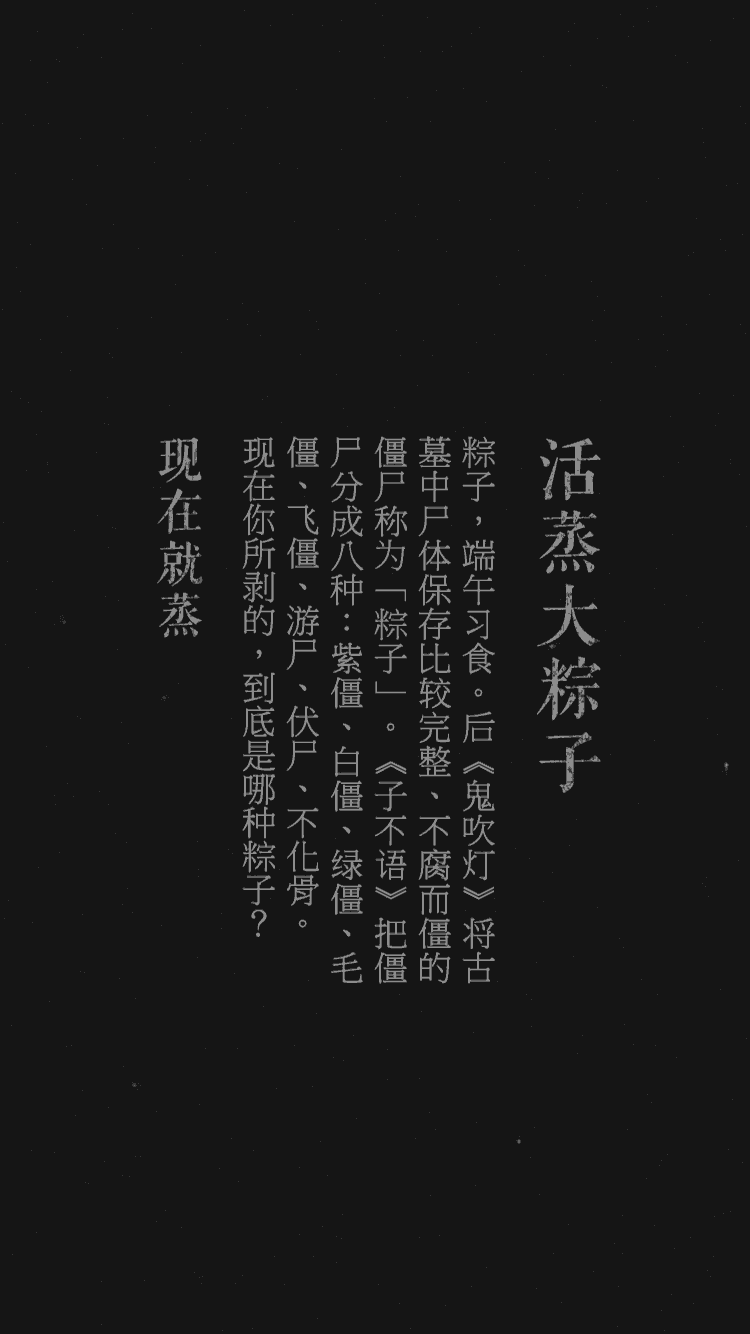 活蒸大粽子
粽子，端午习食。后《鬼吹灯》将古
墓中尸体保存比较完整、不腐而僵的
僵尸称为「粽子」。《子不语》把僵
尸分成八种：紫僵、白僵、绿僵、毛
僵、飞僵、游尸、伏尸、不化骨。
现在你所剥的，到底是哪种粽子？
现在就蒸